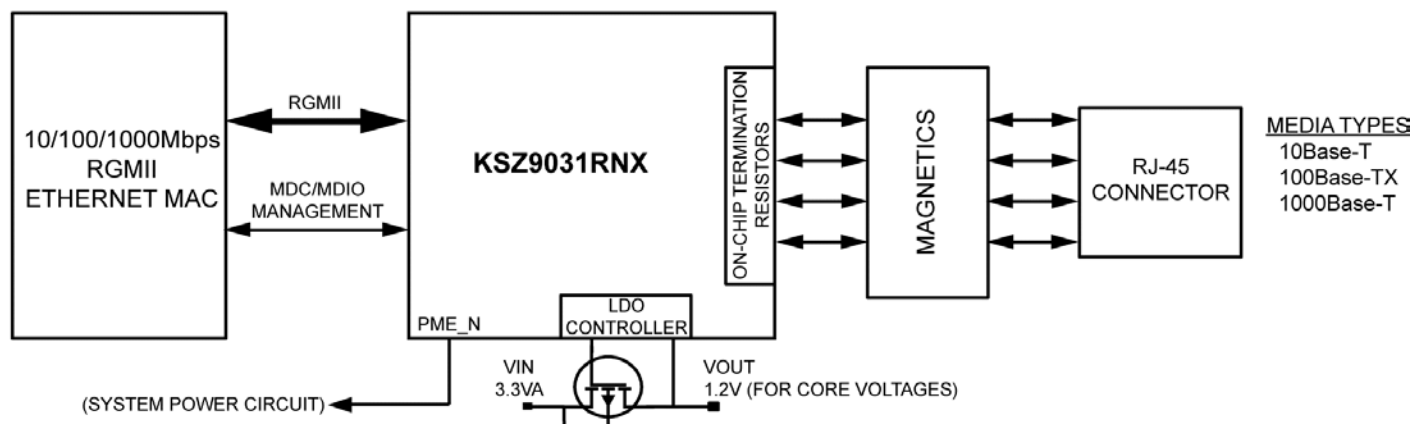 10/100/1000Mbps
RGMII
ETHERNET MAC
RGMII
MDC/MDIO
MANAGEMENT
KSZ9031RNX
ON-CHIP TERMINATION
RESISTORS
LDO
CONTROLLER
PME_N
MAGNETICS
RJ-45
CONNECTOR
MEDIA TYPES
10Base-T
100Base-TX
1000Base-T
VIN
3.3VA
VOUT
1.2V (FOR CORE VOLTAGES)
(SYSTEM POWER CIRCUIT)